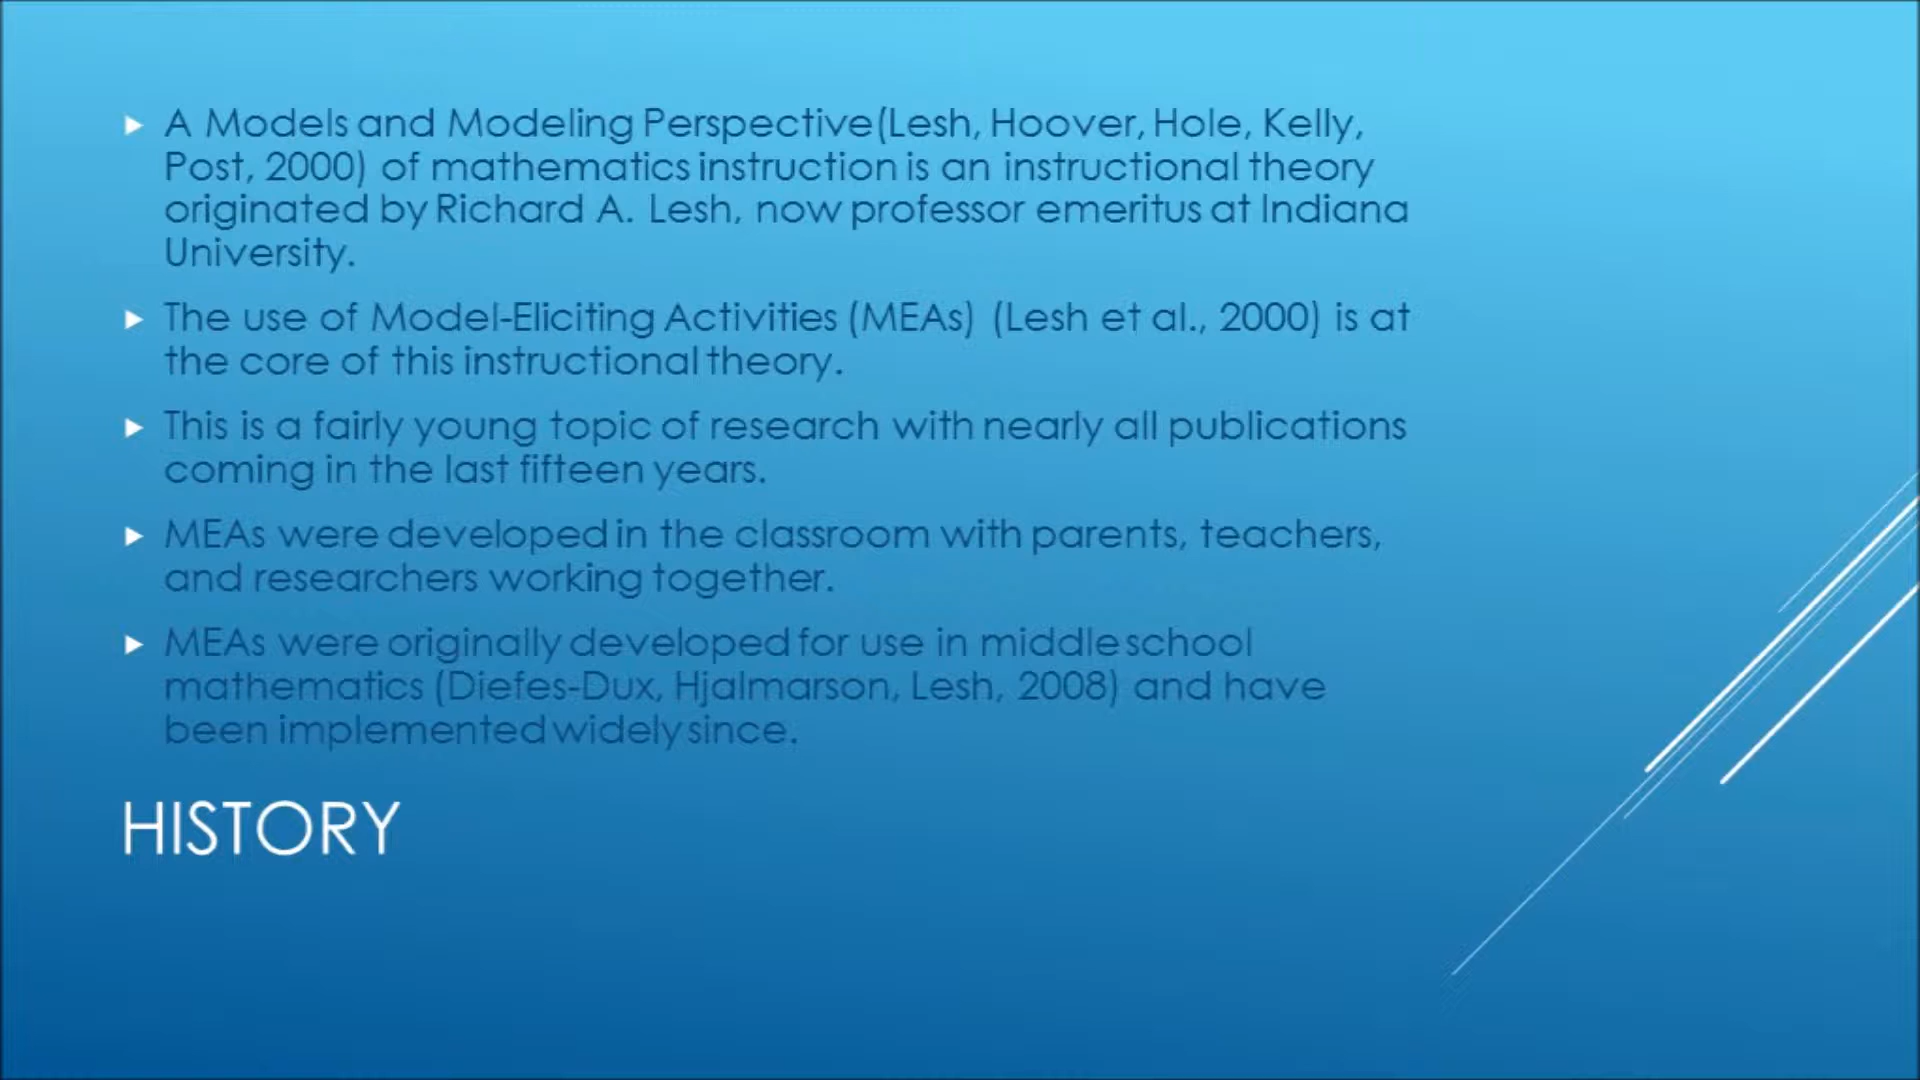 A Models and Modeling Perspective(Lesh, Hoover, Hole, Kelly,
Post, 2000) of mathematics instruction is an instructional theory
originated by Richard A. Lesh, now professor emeritus at Indiana
University.
The use of Model-Eliciting Activities (MEAs) (Lesh et al., 2000) is at
the core of this instructional theory.
This is a fairly young topic of research with nearly all publications
coming in the last fifteen years.
MEAs were developed in the classroom with parents, teachers,
and researchers working together.
MEAs were originally developed for use in middle school
mathematics (Diefes-Dux, Hjalmarson, Lesh, 2008) and have
been implemented widely since.
HISTORY